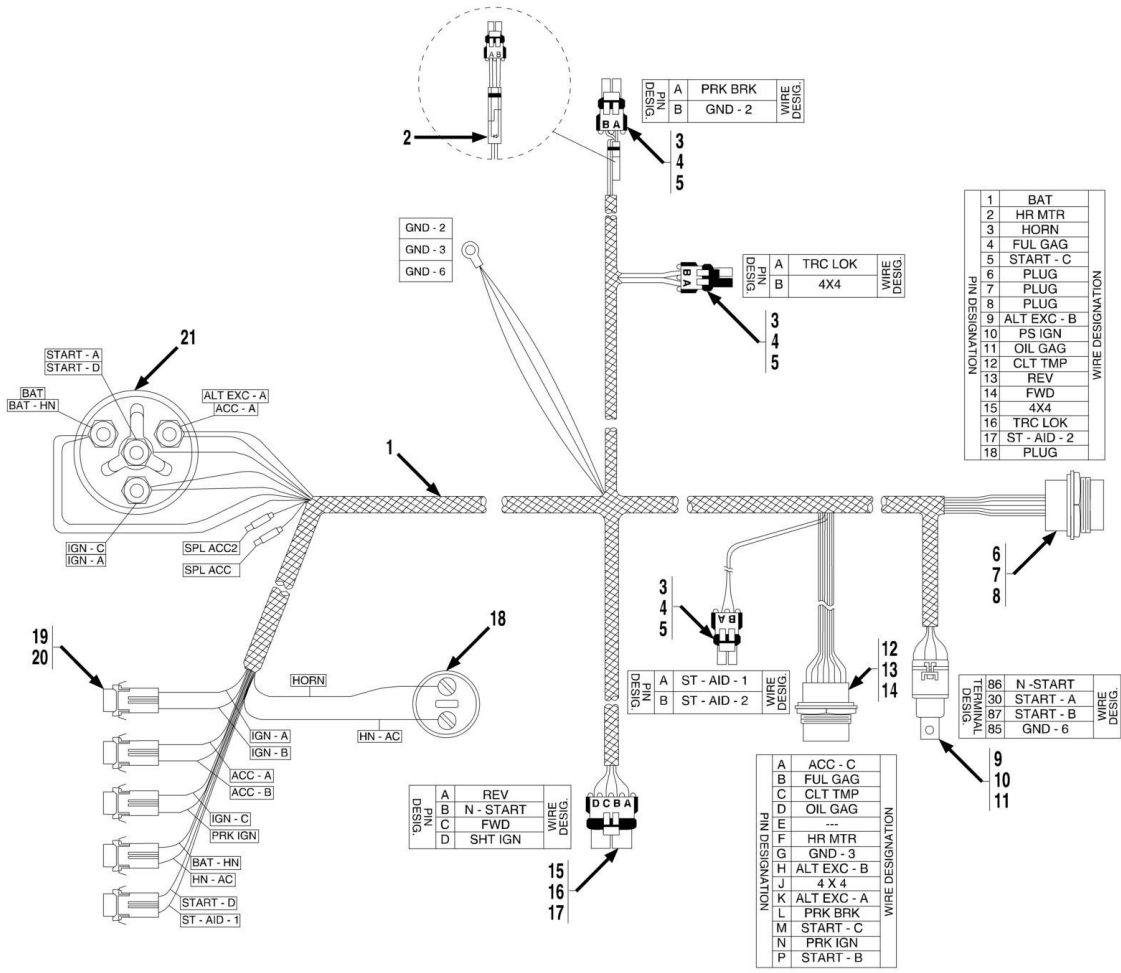 A B
2
B A
3
4
5
PIN DESIG.
A PRK BRK
B GND - 2
WIRE DESIG.
GND - 2
GND - 3
GND - 6
B
A
PIN DESIG.
A TRC LOK
B 4X4
WIRE DESIG.
3
4
5
PIN DESIGNATION
1 BAT
2 HR MTR
3 HORN
4 FUL GAG
5 START - C
6 PLUG
7 PLUG
8 PLUG
9 ALT EXC - B
10 PS IGN
11 OIL GAG
12 CLT TMP
13 REV
14 FWD
15 4X4
16 TRC LOK
17 ST - AID - 2
18 PLUG
WIRE DESIGNATION
21
START - A
START - D
BAT
BAT - HN
ALT EXC - A
ACC - A
1
IGN - C
IGN - A
SPL ACC2
SPL ACC
6
7
8
3
4
5
B A
PIN DESIG.
A ST - AID - 1
B ST - AID - 2
WIRE DESIG.
12
13
14
TERMINAL DESIG.
86 N -START
30 START - A
87 START - B
85 GND - 6
WIRE DESIG.
9
10
11
19
20
18
HORN
HN - AC
IGN - A
IGN - B
ACC - A
ACC - B
IGN - C
PRK IGN
BAT - HN
HN - AC
START - D
ST - AID - 1
PIN DESIG.
A REV
B N - START
C FWD
D SHT IGN
WIRE DESIG.
D C B A
15
16
17
PIN DESIGNATION
A ACC - C
B FUL GAG
C CLT TMP
D OIL GAG
E ---
F HR MTR
G GND - 3
H ALT EXC - B
J 4 X 4
K ALT EXC - A
L PRK BRK
M START - C
N PRK IGN
P START - B
WIRE DESIGNATION